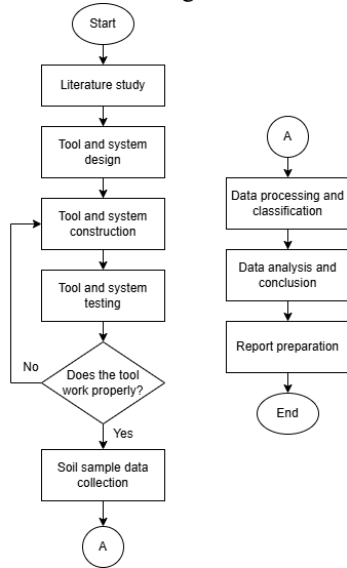 Start
Literature study
Tool and system
design
Tool and system
construction
Tool and system
testing
Does the tool
work properly?
No
Yes
Soil sample data
collection
A
A
Data processing and
classification
Data analysis and
conclusion
Report preparation
End